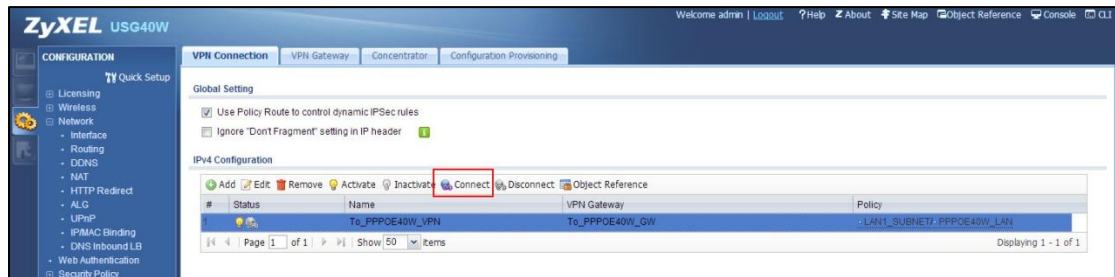 Welcome admin | Logout ?Help Z About Site Map Object Reference Console CLI
ZyXEL USG40W
CONFIGURATION
Quick Setup
Licensing
Wireless
Network
Interface
Routing
DDNS
NAT
HTTP Redirect
ALG
UPnP
IP/MAC Binding
DNS Inbound LB
Web Authentication
Security Policy
VPN Connection VPN Gateway Concentrator Configuration Provisioning
Global Setting
Use Policy Route to control dynamic IPSec rules
Ignore "Don't Fragment" setting in IP header
IPv4 Configuration
Add Edit Remove Activate Inactivate Connect Disconnect Object Reference
# Status Name VPN Gateway Policy
1 To_PPPOE40W_VPN To_PPPOE40W_GW LAN1_SUBNET/ PPPOE40W_LAN
Page 1 of 1 Show 50 items Displaying 1 - 1 of 1